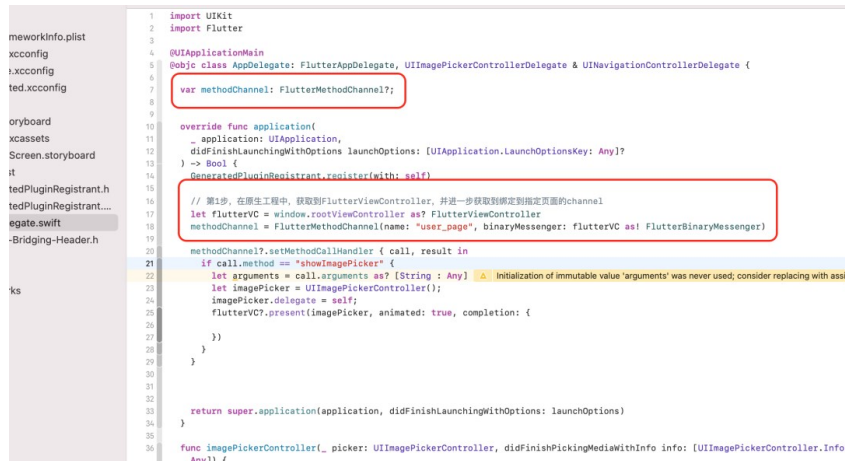 meworkInfo.plist
xcconfig
e.xcconfig
ted.xcconfig
oryboard
xcassets
Screen.storyboard
st
tedPluginRegistrant.h
tedPluginRegistrant....
egate.swift
-Bridging-Header.h
ks
1 import UIKit
2 import Flutter
3
4 @UIApplicationMain
5 @objc class AppDelegate: FlutterAppDelegate, UIImagePickerControllerDelegate & UINavigationControllerDelegate {
6
7 var methodChannel: FlutterMethodChannel?;
8
9
10 override func application(
11 _ application: UIApplication,
12 didFinishLaunchingWithOptions launchOptions: [UIApplication.LaunchOptionsKey: Any]?
13 ) -> Bool {
14 GeneratedPluginRegistrant.register(with: self)
15
16 // 第1步，在原生工程中，获取到FlutterViewController，并进一步获取到绑定到指定页面的channel
17 let flutterVC = window.rootViewController as? FlutterViewController
18 methodChannel = FlutterMethodChannel(name: "user_page", binaryMessenger: flutterVC as! FlutterBinaryMessenger)
19
20 methodChannel?.setMethodCallHandler { call, result in
21 if call.method == "showImagePicker" {
22 let arguments = call.arguments as? [String : Any] Initialization of immutable value 'arguments' was never used; consider replacing with assi
23 let imagePicker = UIImagePickerController();
24 imagePicker.delegate = self;
25 flutterVC?.present(imagePicker, animated: true, completion: {
26
27 })
28 }
29 }
30
31
32
33 return super.application(application, didFinishLaunchingWithOptions: launchOptions)
34 }
35
36 func imagePickerController(_ picker: UIImagePickerController, didFinishPickingMediaWithInfo info: [UIImagePickerController.Info
Any]) {